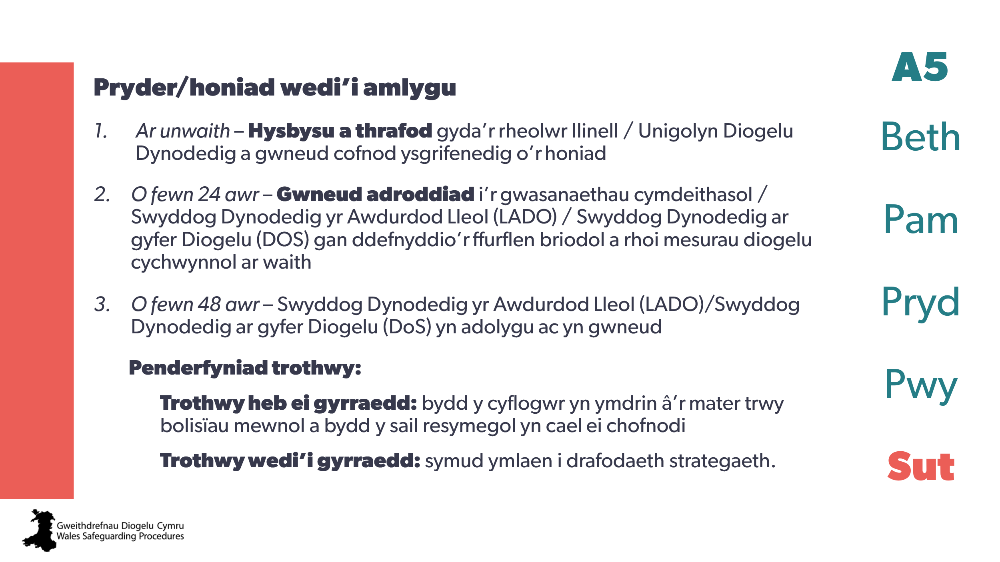 Pryder/honiad wedi’i amlygu
1. Ar unwaith – Hysbysu a thrafod gyda’r rheolwr llinell / Unigolyn Diogelu
Dynodedig a gwneud cofnod ysgrifenedig o’r honiad
2. O fewn 24 awr – Gwneud adroddiad i’r gwasanaethau cymdeithasol /
Swyddog Dynodedig yr Awdurdod Lleol (LADO) / Swyddog Dynodedig ar
gyfer Diogelu (DOS) gan ddefnyddio’r ffurflen briodol a rhoi mesurau diogelu
cychwynnol ar waith
3. O fewn 48 awr – Swyddog Dynodedig yr Awdurdod Lleol (LADO)/Swyddog
Dynodedig ar gyfer Diogelu (DoS) yn adolygu ac yn gwneud
Penderfyniad trothwy:
Trothwy heb ei gyrraedd: bydd y cyflogwr yn ymdrin â’r mater trwy
bolisïau mewnol a bydd y sail resymegol yn cael ei chofnodi
Trothwy wedi’i gyrraedd: symud ymlaen i drafodaeth strategaeth.
A5
Beth
Pam
Pryd
Pwy
Sut
Gweithdrefnau Diogelu Cymru
Wales Safeguarding Procedures